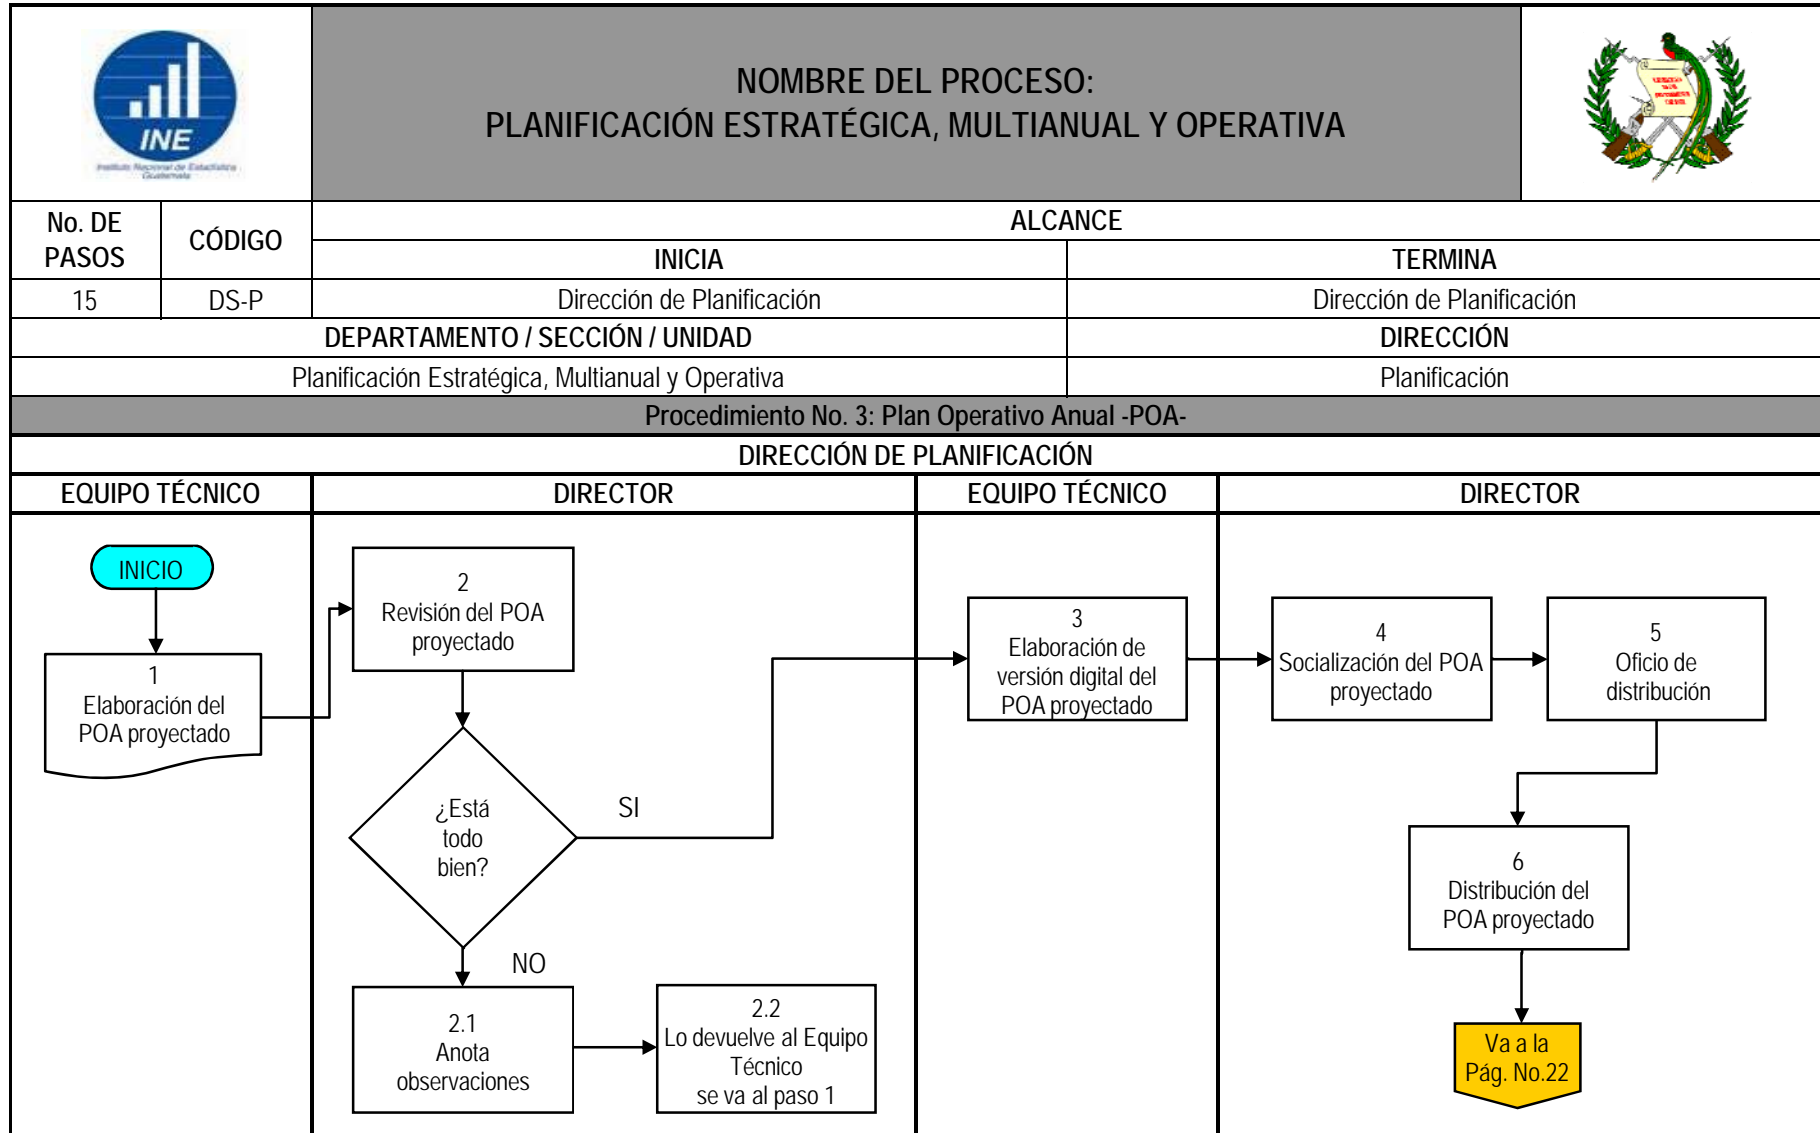 INE
Instituto Nacional de Estadística
Guatemala
NOMBRE DEL PROCESO:
PLANIFICACIÓN ESTRATÉGICA, MULTIANUAL Y OPERATIVA
No. DE
PASOS
CÓDIGO
ALCANCE
INICIA
TERMINA
15
DS-P
Dirección de Planificación
Dirección de Planificación
DEPARTAMENTO / SECCIÓN / UNIDAD
DIRECCIÓN
Planificación Estratégica, Multianual y Operativa
Planificación
Procedimiento No. 3: Plan Operativo Anual -POA-
DIRECCIÓN DE PLANIFICACIÓN
EQUIPO TÉCNICO
DIRECTOR
EQUIPO TÉCNICO
DIRECTOR
INICIO
1
Elaboración del
POA proyectado
2
Revisión del POA
proyectado
¿Está
todo
bien?
SI
NO
2.1
Anota
observaciones
2.2
Lo devuelve al Equipo
Técnico
se va al paso 1
3
Elaboración de
versión digital del
POA proyectado
4
Socialización del POA
proyectado
5
Oficio de
distribución
6
Distribución del
POA proyectado
Va a la
Pág. No.22